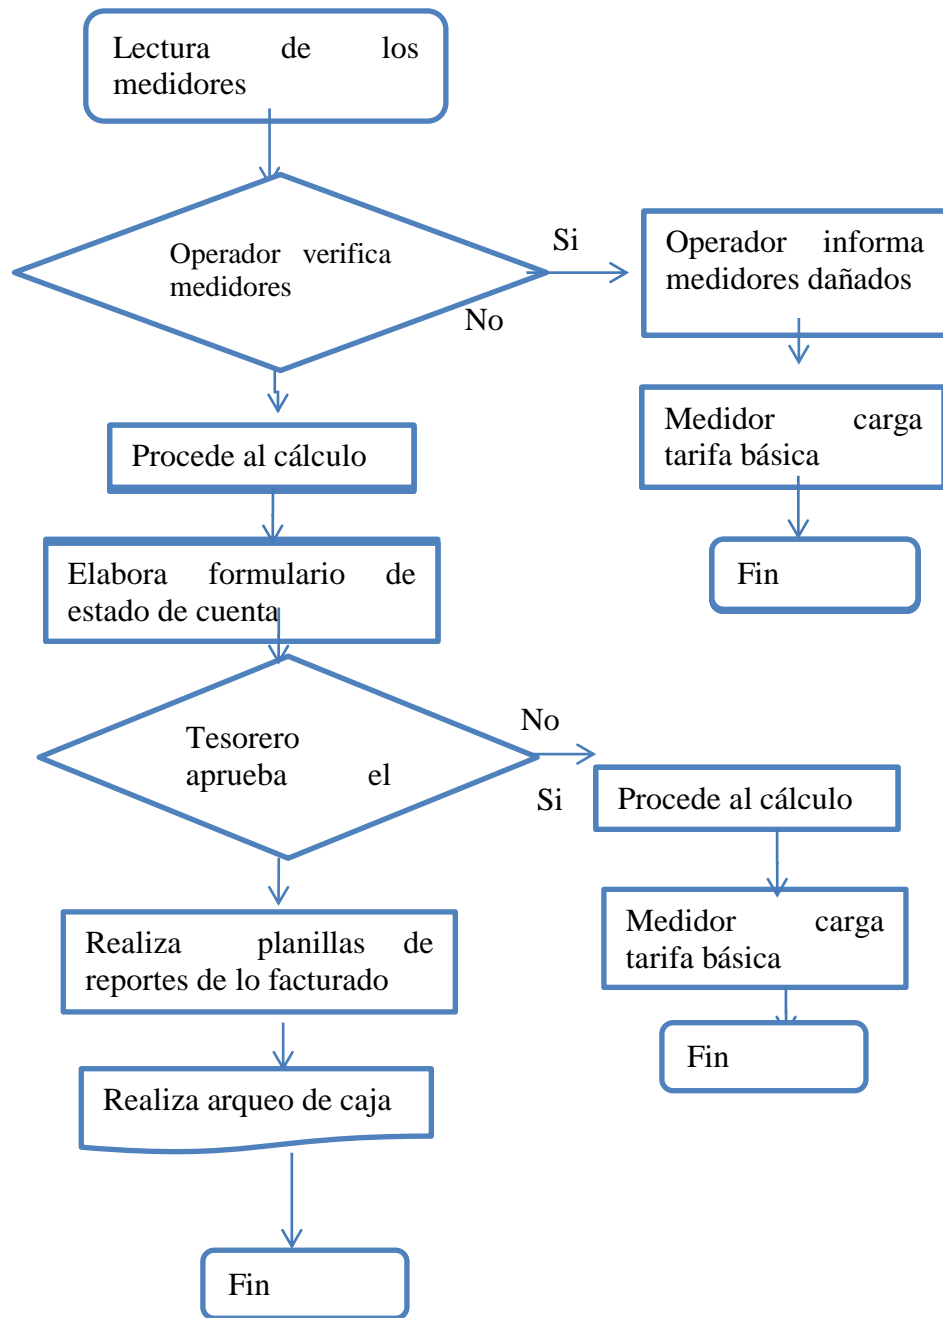 Lectura de los
medidores
Operador verifica
medidores
Si
No
Operador informa
medidores dañados
Medidor carga
tarifa básica
Fin
Procede al cálculo
Elabora formulario de
estado de cuenta
Tesorero
aprueba el
No
Si
Procede al cálculo
Medidor carga
tarifa básica
Fin
Realiza planillas de
reportes de lo facturado
Realiza arqueo de caja
Fin